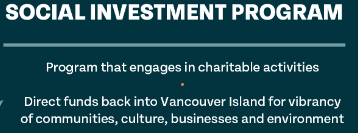 SOCIAL INVESTMENT PROGRAM
Program that engages in charitable activities
Direct funds back into Vancouver Island for vibrancy
of communities, culture, businesses and environment